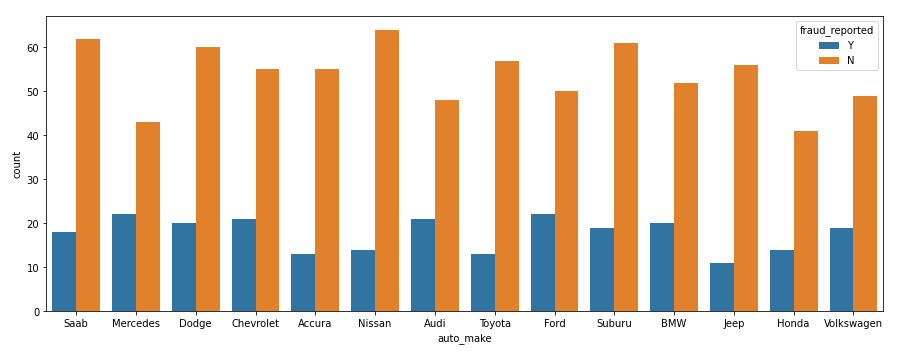 fraud_reported
Y
N
60
50
40
30
20
10
0
count
Saab Mercedes Dodge Chevrolet Accura Nissan Audi Toyota Ford Suburu BMW Jeep Honda Volkswagen
auto_make